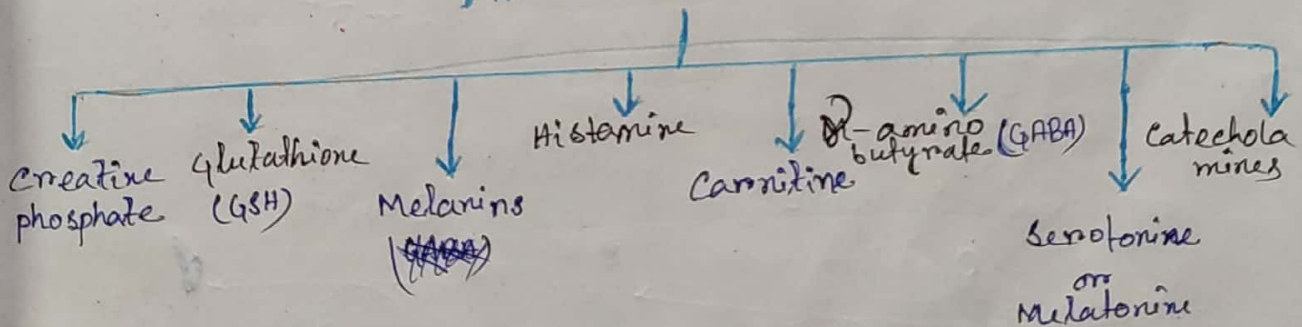 Creatine
phosphate
Glutathione
(GSH)
Melanins
Histamine
Carnitine
γ-amino
butyrate (GABA)
Serotonine
or
Melatonine
Catechola
mines